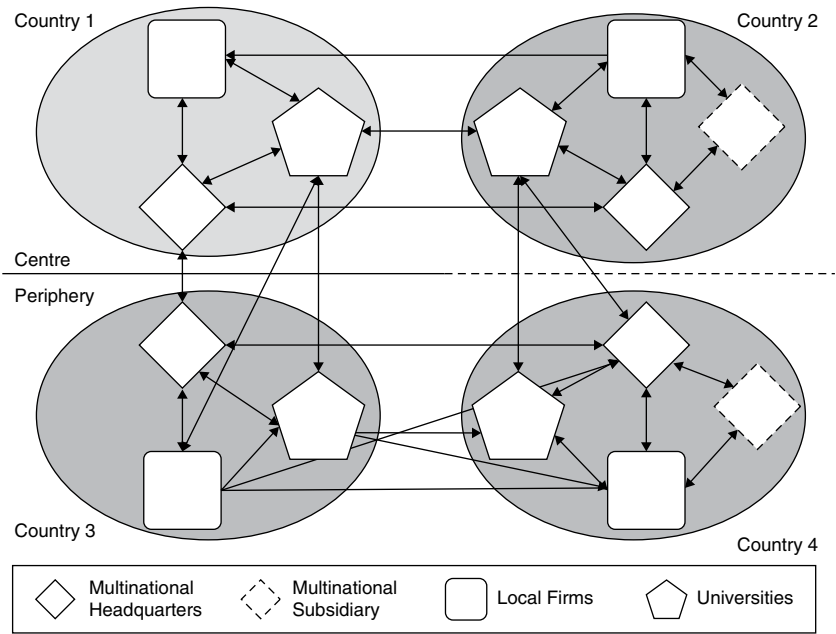 Country 1
Country 2
Centre
Periphery
Country 3
Country 4
Multinational
Headquarters
Multinational
Subsidiary
Local Firms
Universities